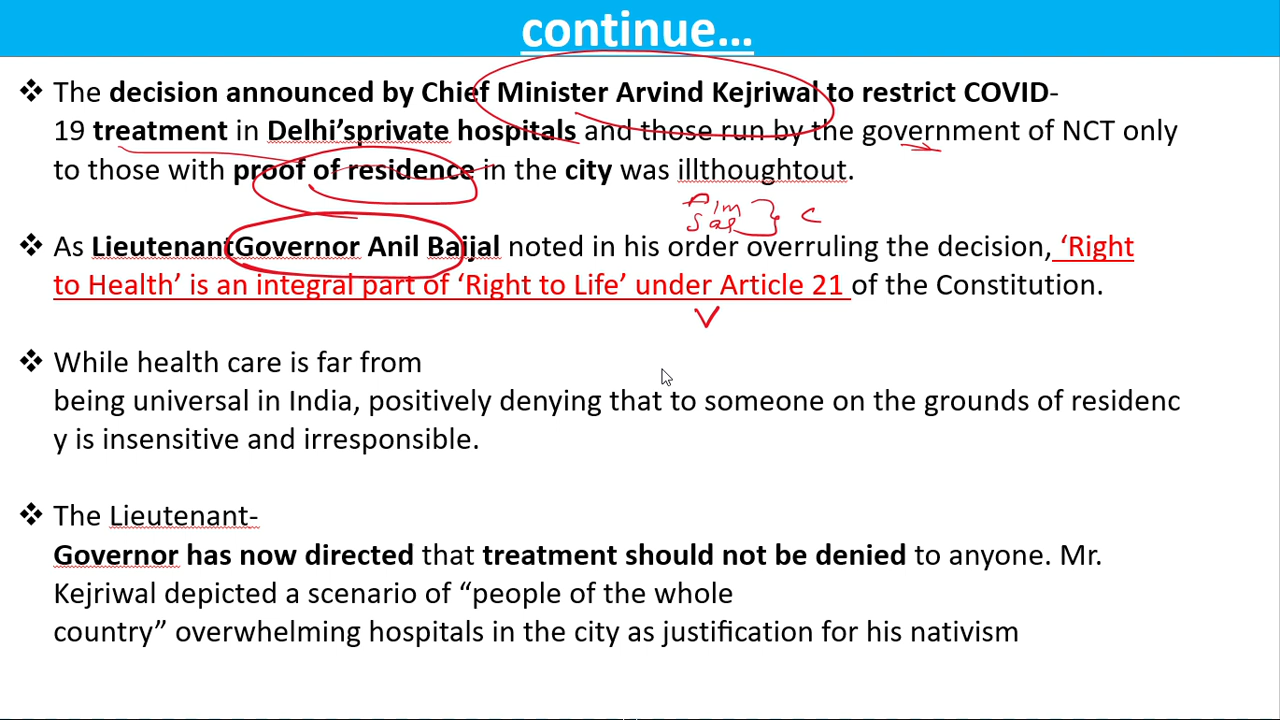 continue...
❖ The decision announced by Chief Minister Arvind Kejriwal to restrict COVID-
19 treatment in Delhi'sprivate hospitals and those run by the government of NCT only
to those with proof of residence in the city was illthoughtout.
❖ As LieutenantGovernor Anil Baijal noted in his order overruling the decision, ‘Right
to Health’ is an integral part of ‘Right to Life’ under Article 21 of the Constitution.
❖ While health care is far from
being universal in India, positively denying that to someone on the grounds of residenc
y is insensitive and irresponsible.
❖ The Lieutenant-
Governor has now directed that treatment should not be denied to anyone. Mr.
Kejriwal depicted a scenario of “people of the whole
country” overwhelming hospitals in the city as justification for his nativism